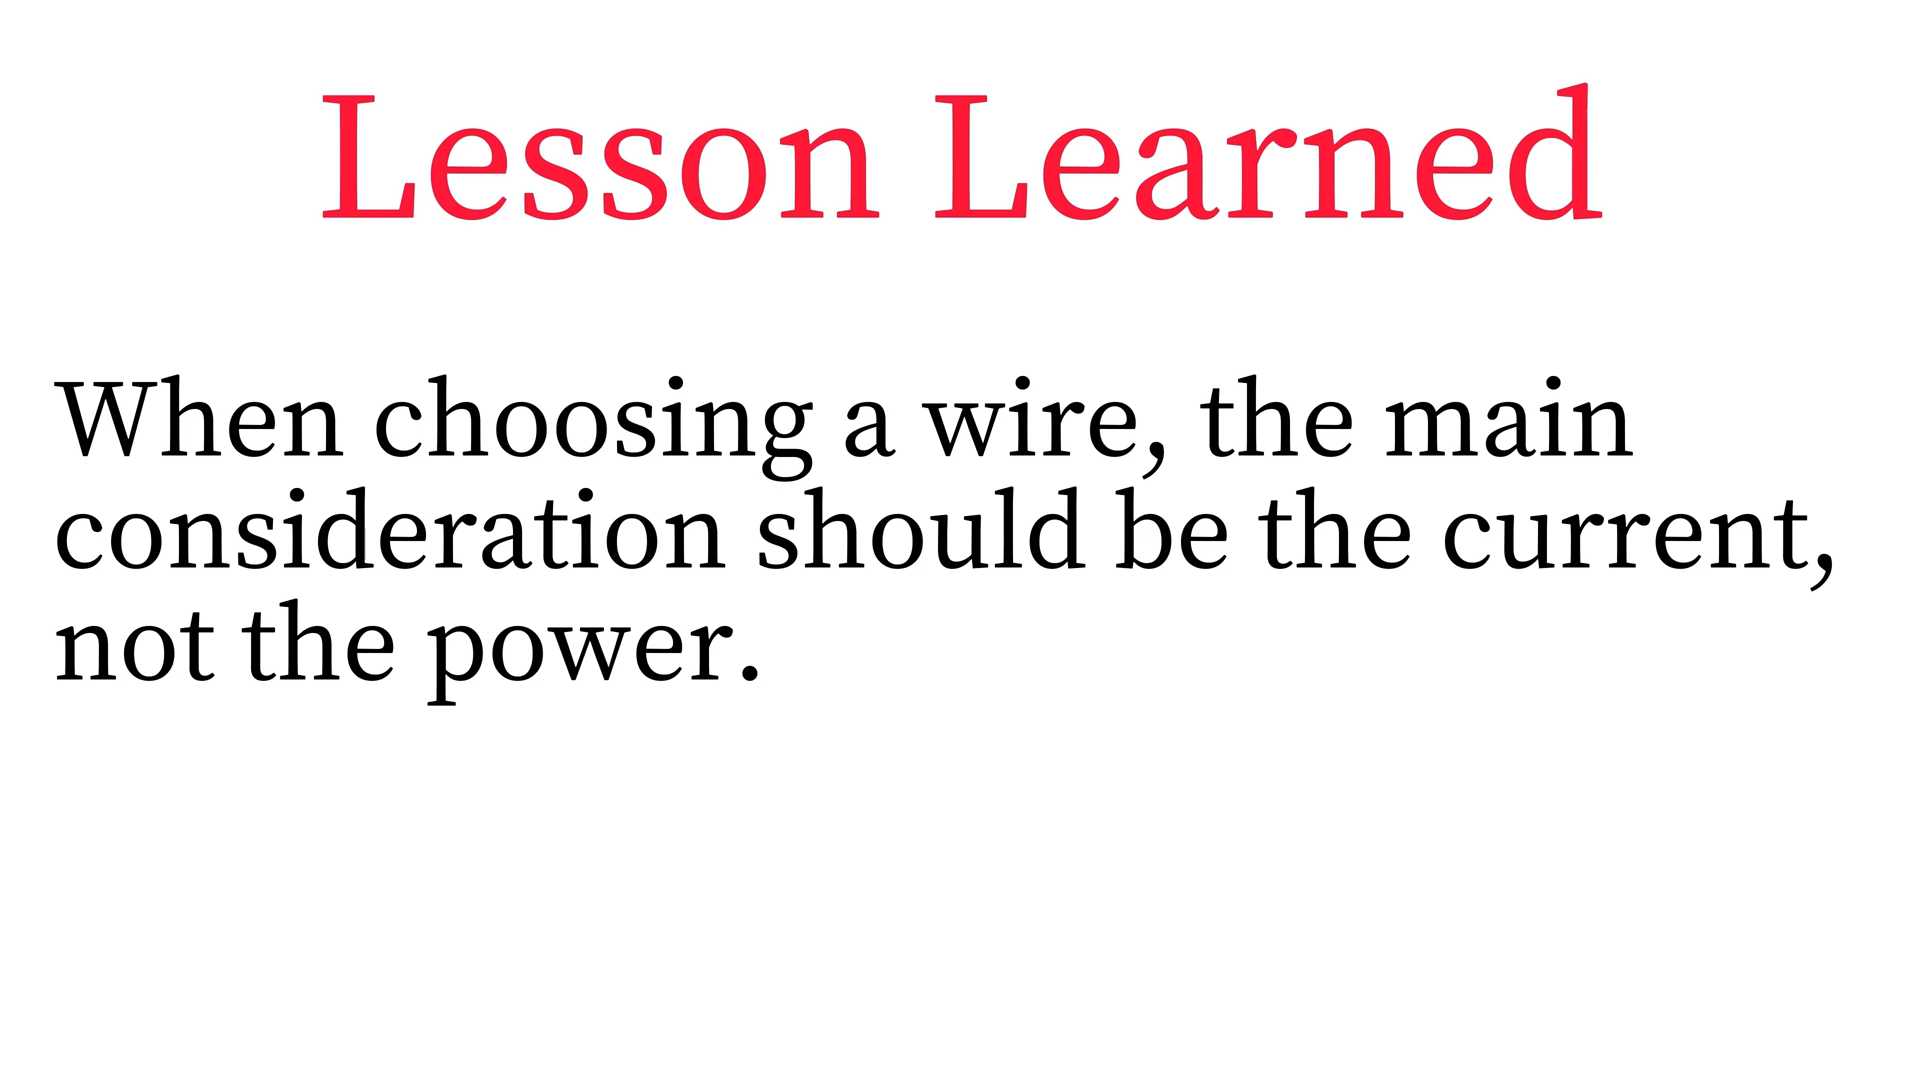 Lesson Learned
When choosing a wire, the main
consideration should be the current,
not the power.